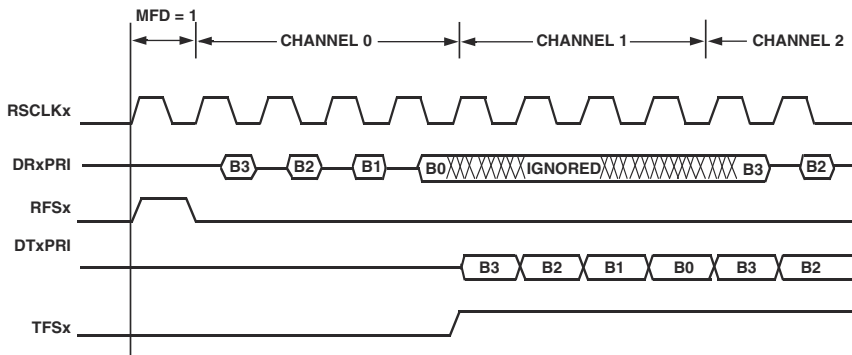 MFD = 1
CHANNEL 0 CHANNEL 1 CHANNEL 2
RSCLKx
DRxPRI B3 B2 B1 B0 IGNORED B3 B2
RFSx
DTxPRI
B3 B2 B1 B0 B3 B2
TFSx